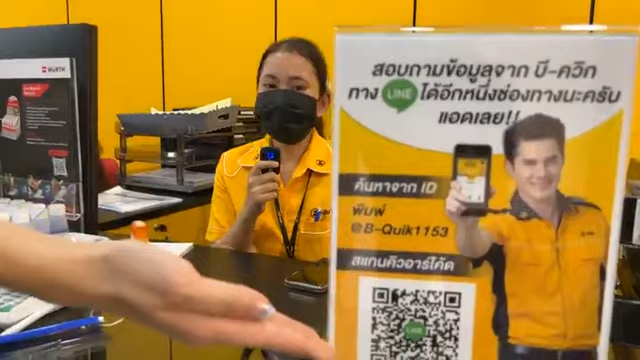 WÜRTH
สอบถามข้อมูลจาก บี-ควิก
ทาง LINE ได้อีกหนึ่งช่องทางนะครับ
แอดเลย!!
ค้นหาจาก ID
พิมพ์
@B-Quik1153
สแกนคิวอาร์โค้ด
LINE